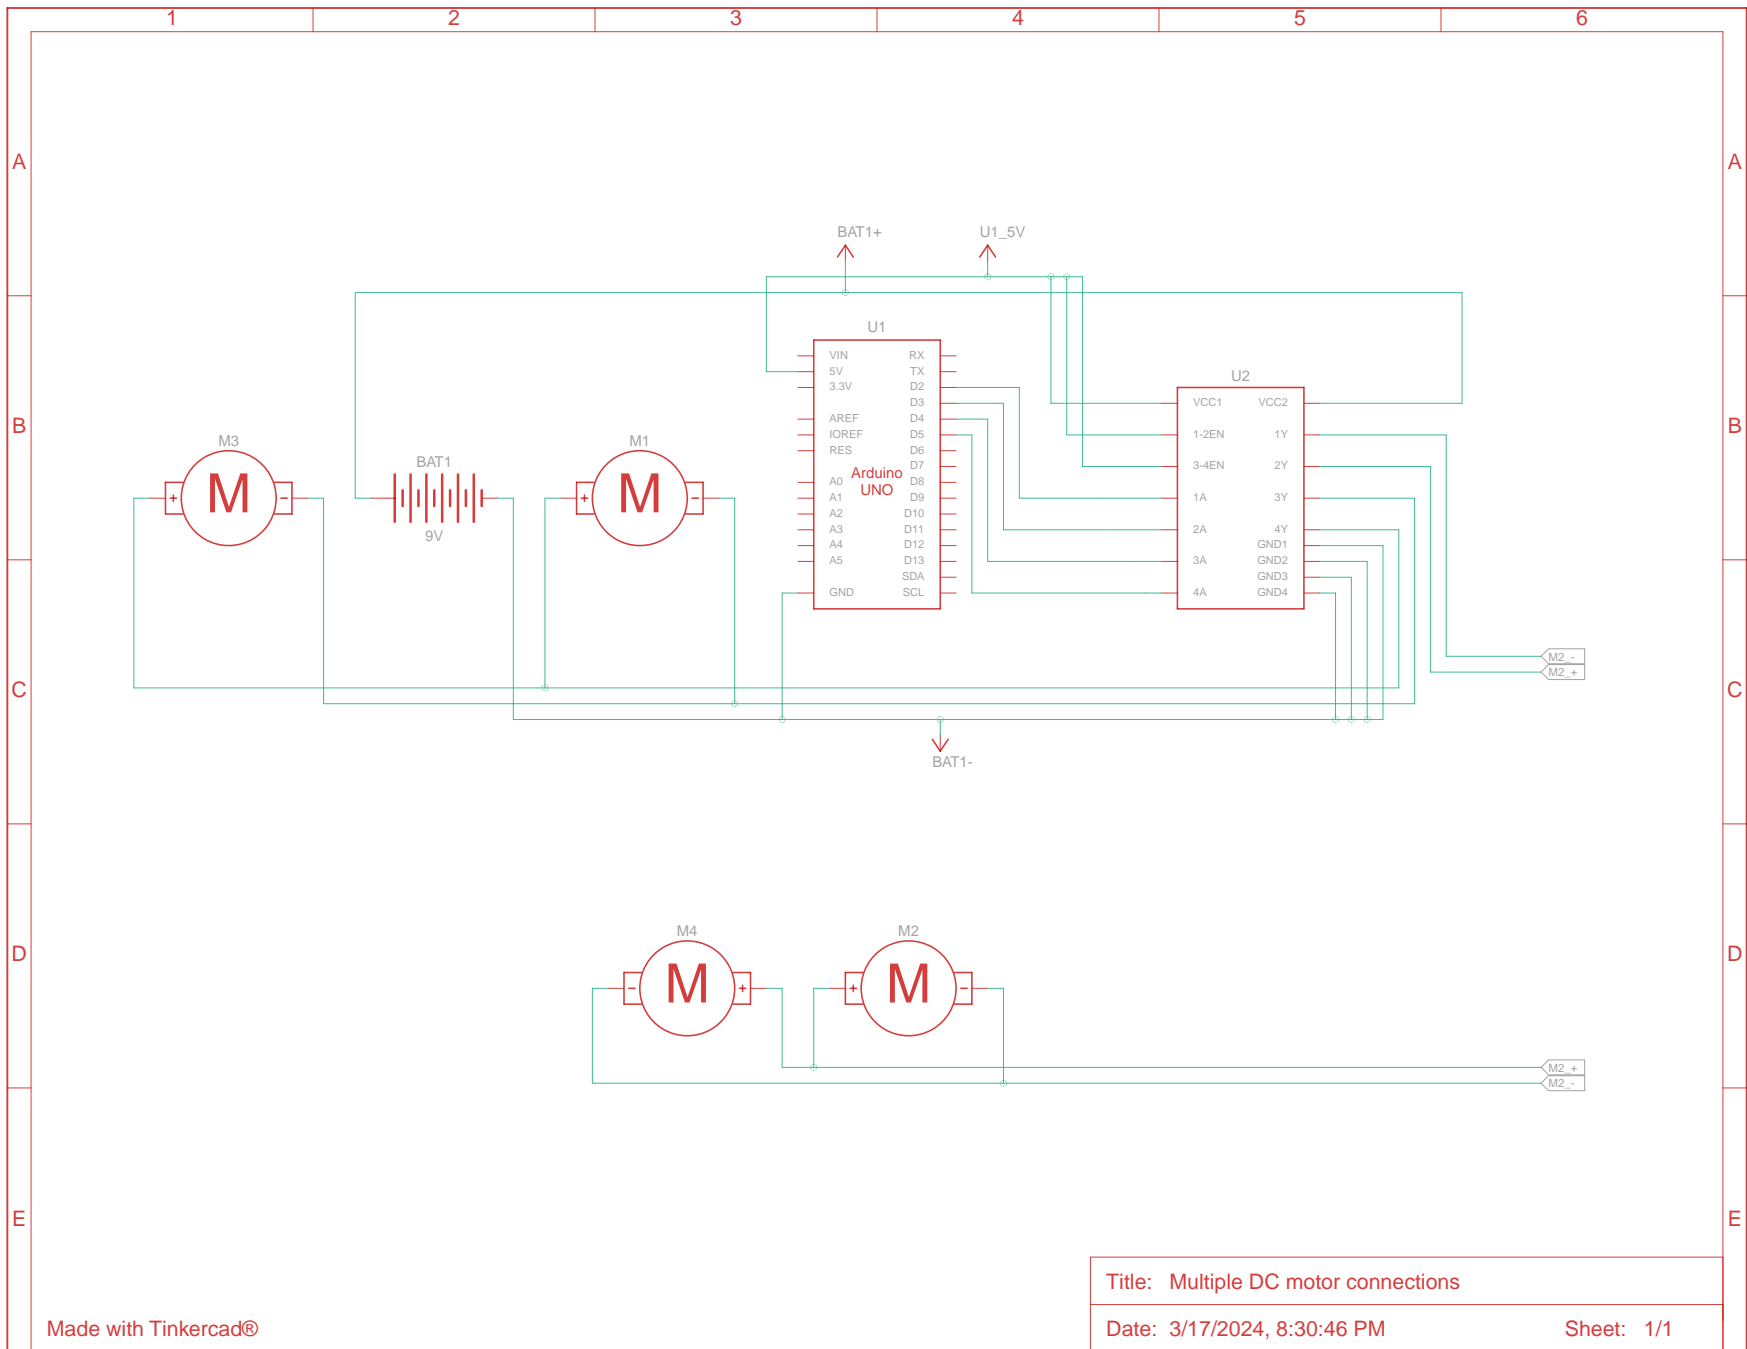 1 2 3 4 5 6
A A
BAT1+ U1_5V
U1
VIN RX
5V TX
3.3V D2
U2
D3
VCC1 VCC2
AREF D4
B B
IOREF D5
1-2EN 1Y
M3 M1
RES D6
BAT1
Arduino D7
3-4EN 2Y
A0 D8
UNO
M M
+ - + -
A1 D9
1A 3Y
A2 D10
A3 D11
2A 4Y
9V
A4 D12
GND1
A5 D13
3A GND2
SDA
GND3
GND SCL
4A GND4
M2_-
M2_+
C C
BAT1-
M4 M2
D D
M M
- + + -
M2_+
M2_-
E E
Title: Multiple DC motor connections
Made with Tinkercad®
Date: 3/17/2024, 8:30:46 PM Sheet: 1/1